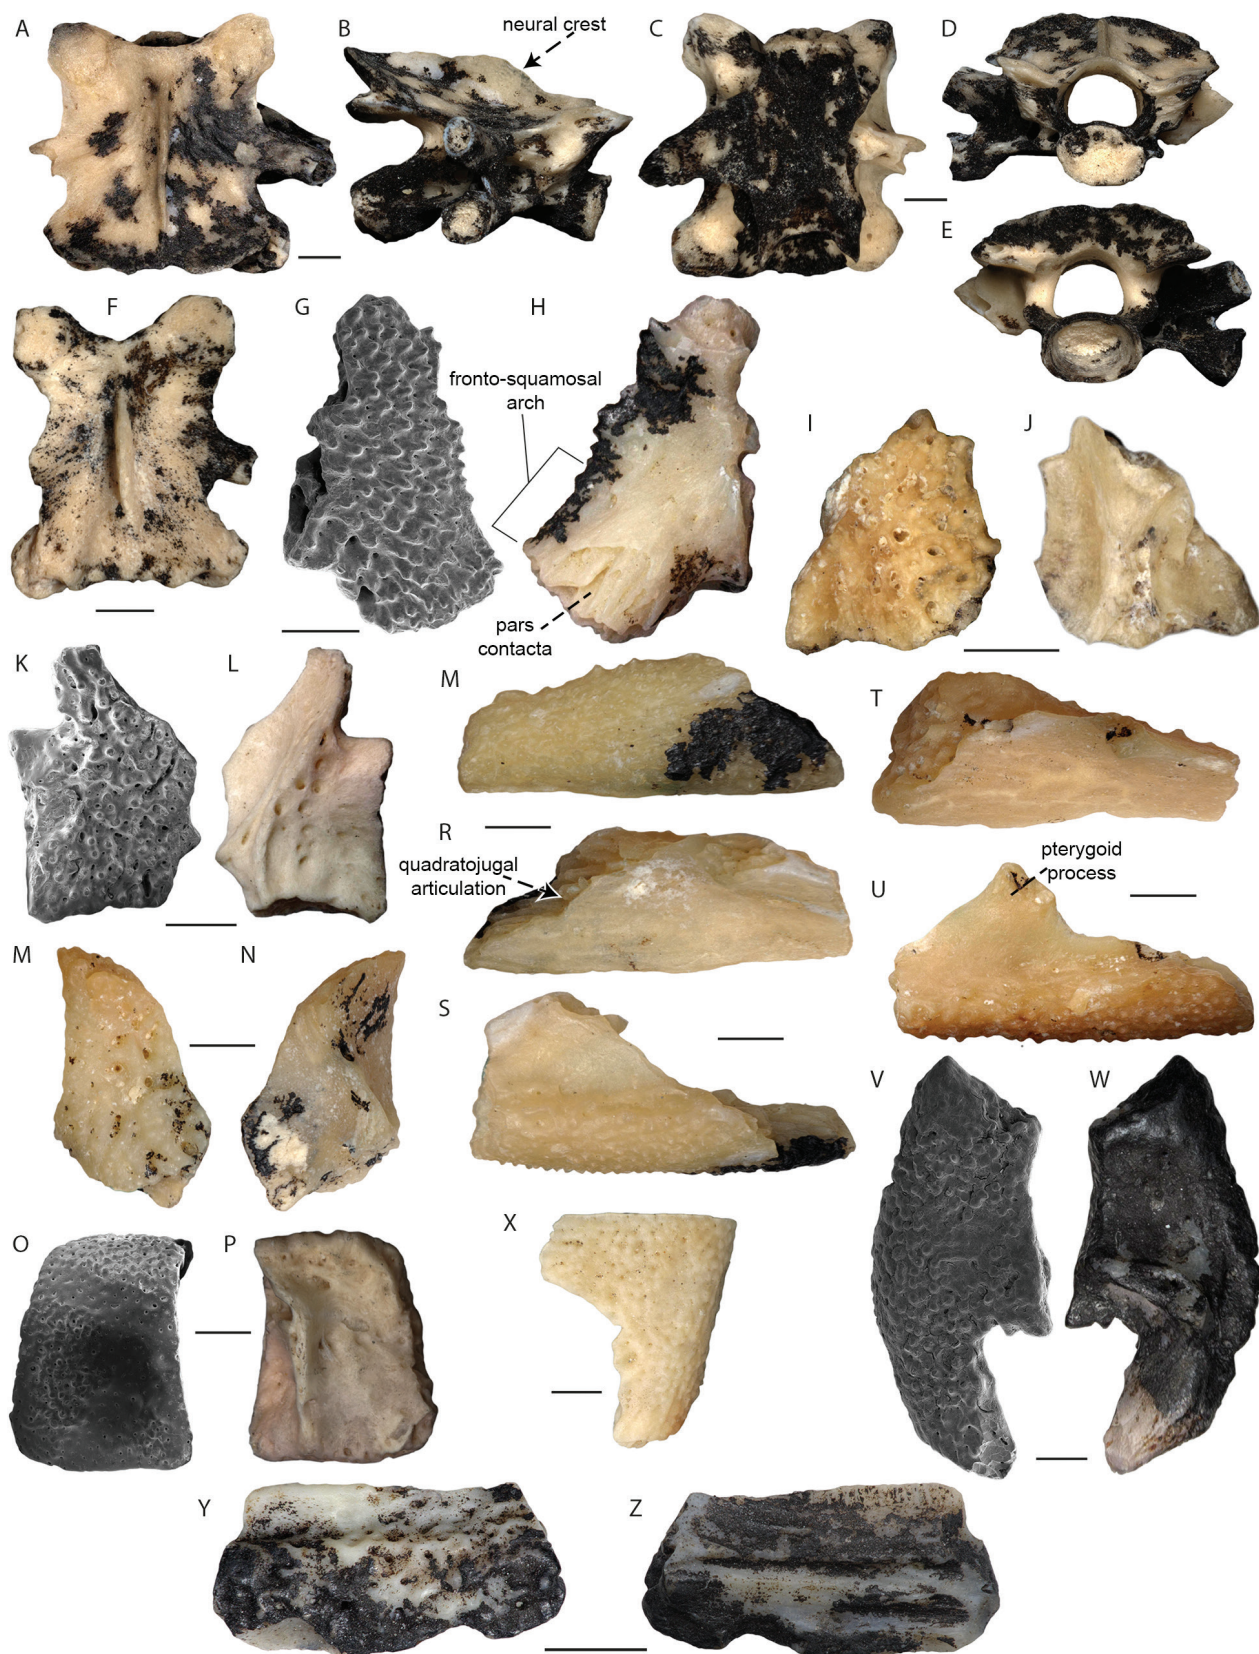 A
B
neural crest
C
D
E
F
G
H
fronto-squamosal
arch
pars
contacta
I
J
K
L
M
T
R
quadratojugal
articulation
pterygoid
process
U
M
N
S
V
W
O
P
X
Y
Z